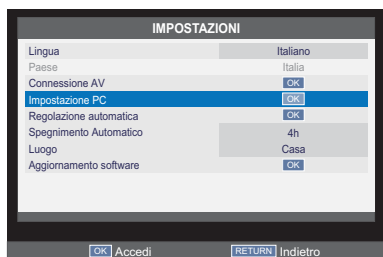 IMPOSTAZIONI
Lingua Italiano
Paese Italia
Connessione AV OK
Impostazione PC OK
Regolazione automatica OK
Spegnimento Automatico 4h
Luogo Casa
Aggiornamento software OK
OK Accedi RETURN Indietro